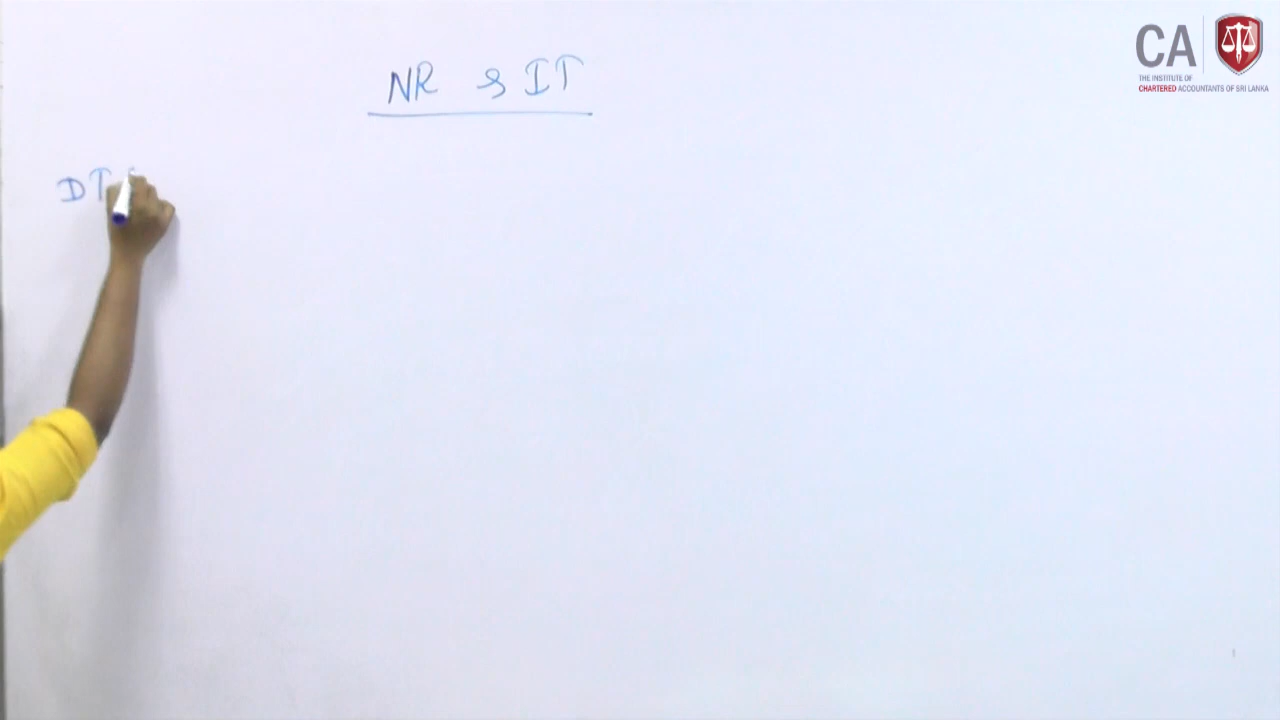 CA
THE INSTITUTE OF
CHARTERED ACCOUNTANTS OF SRI LANKA
NR & IT
DT